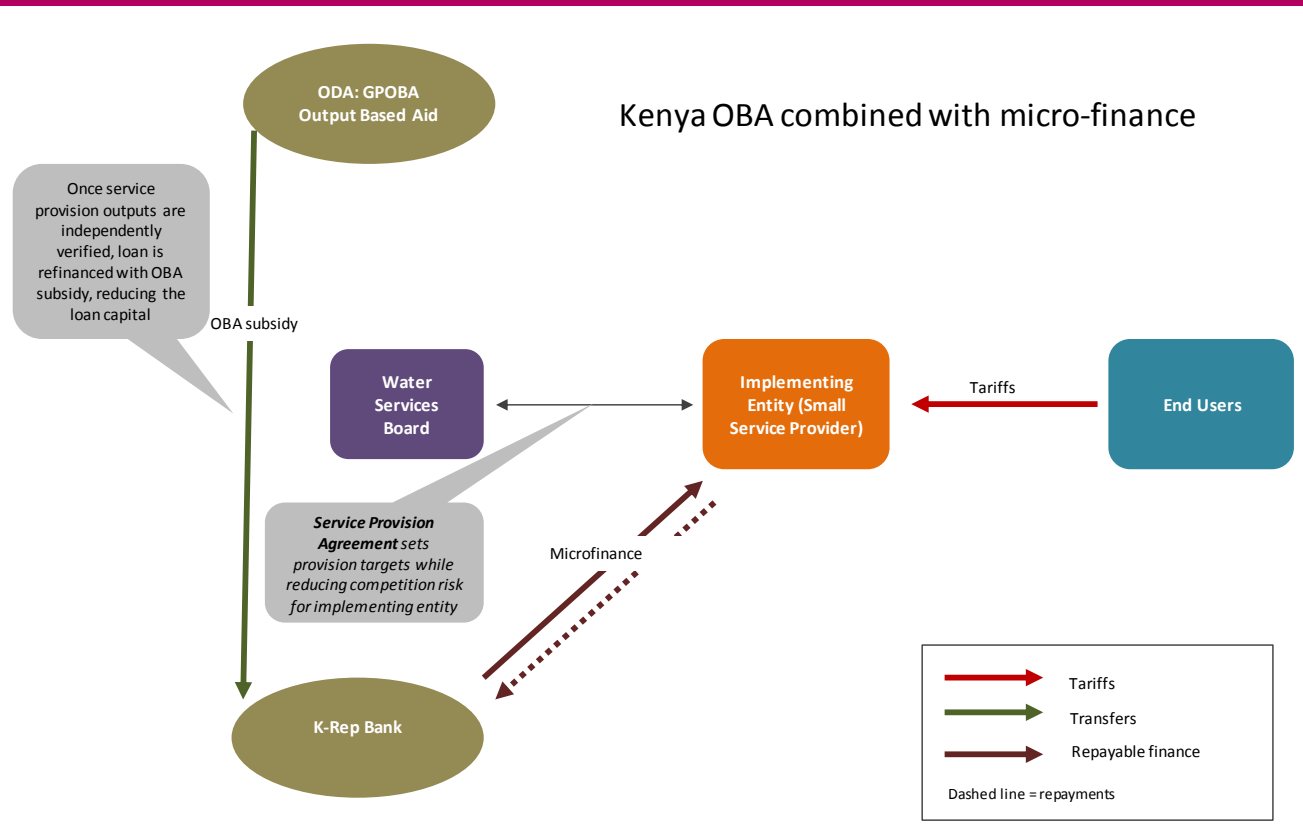 ODA: GPOBA
Output Based Aid
Kenya OBA combined with micro-finance
Once service
provision outputs are
independently
verified, loan is
refinanced with OBA
subsidy, reducing the
loan capital
OBA subsidy
Water
Services
Board
Implementing
Entity (Small
Service Provider)
Tariffs
End Users
Service Provision
Agreement sets
provision targets while
reducing competition risk
for implementing entity
Microfinance
K-Rep Bank
Tariffs
Transfers
Repayable finance
Dashed line = repayments